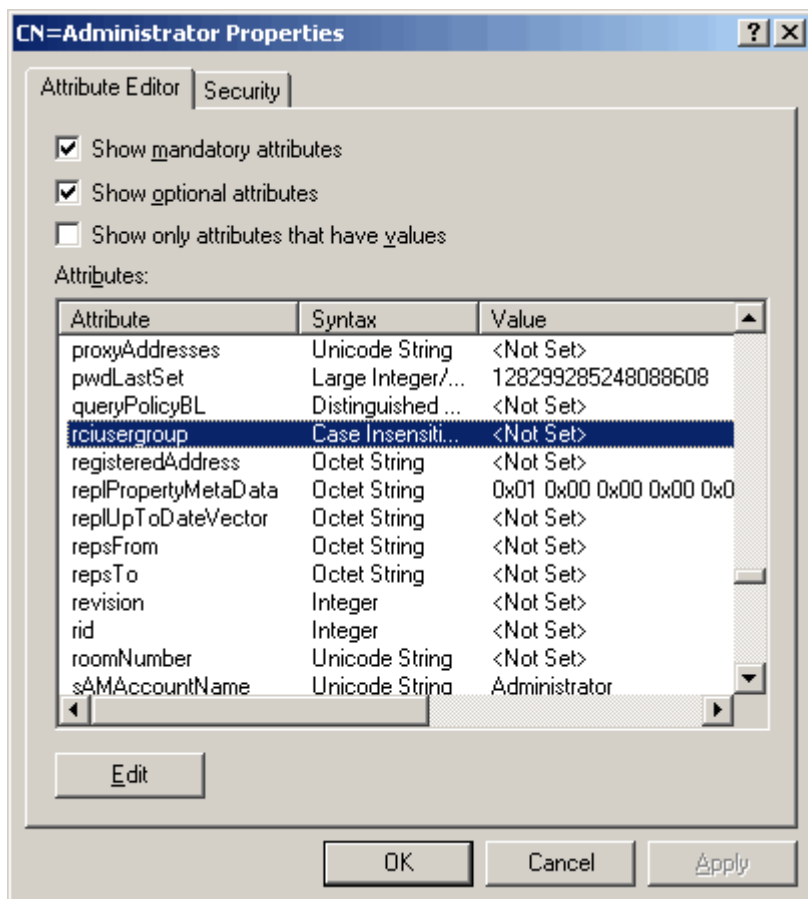 CN=Administrator Properties
Attribute Editor Security
Show mandatory attributes
Show optional attributes
Show only attributes that have values
Attributes:
Attribute Syntax Value
proxyAddresses Unicode String <Not Set>
pwdLastSet Large Integer/... 128299285248088608
queryPolicyBL Distinguished ... <Not Set>
rciusergroup Case Insensiti... <Not Set>
registeredAddress Octet String <Not Set>
replPropertyMetaData Octet String 0x01 0x00 0x00 0x00 0x0
replUpToDateVector Octet String <Not Set>
repsFrom Octet String <Not Set>
repsTo Octet String <Not Set>
revision Integer <Not Set>
rid Integer <Not Set>
roomNumber Unicode String <Not Set>
sAMAccountName Unicode String Administrator
Edit
OK Cancel Apply